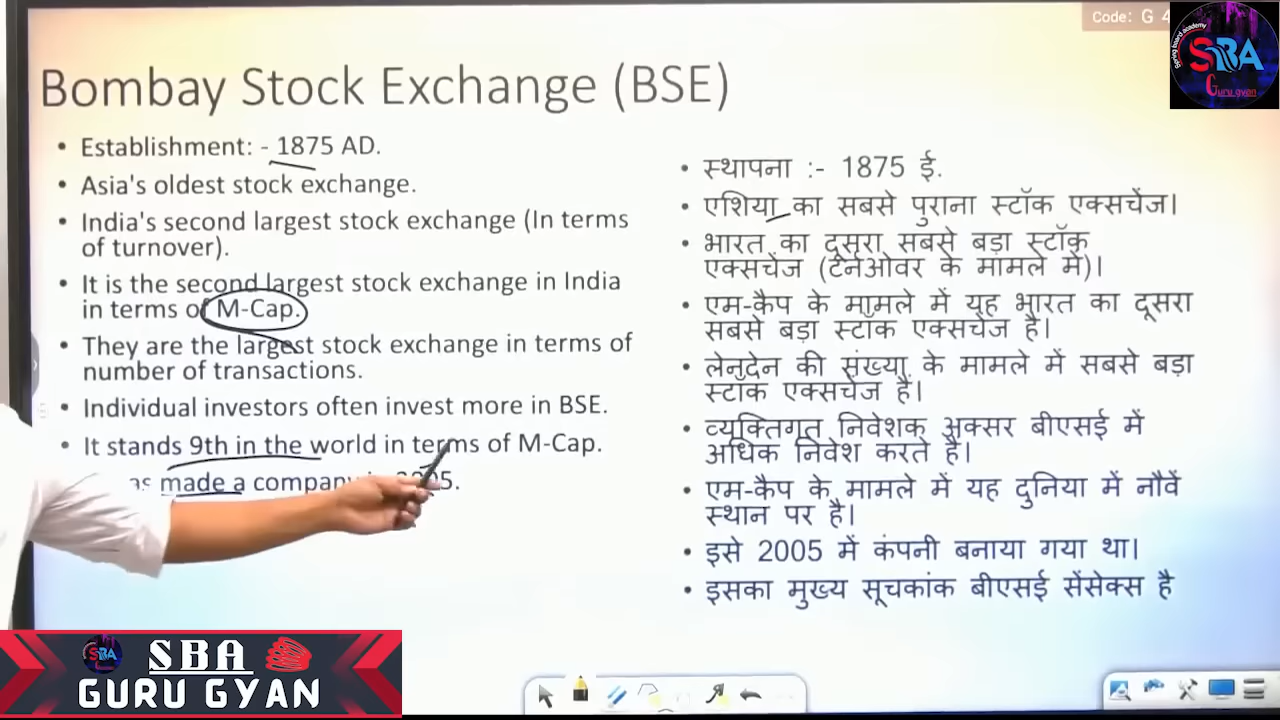 Code: G 4
Spring board academy
SBA
Guru gyan
Bombay Stock Exchange (BSE)
• Establishment: - 1875 AD.
• Asia's oldest stock exchange.
• India's second largest stock exchange (In terms
of turnover).
• It is the second largest stock exchange in India
in terms of M-Cap.
• They are the largest stock exchange in terms of
number of transactions.
• Individual investors often invest more in BSE.
• It stands 9th in the world in terms of M-Cap.
as made a company 2005.
• स्थापना :- 1875 ई.
• एशिया का सबसे पुराना स्टॉक एक्सचेंज।
• भारत का दूसरा सबसे बड़ा स्टॉक
एक्सचेंज (टर्नओवर के मामले में)।
• एम-कैप के मामले में यह भारत का दूसरा
सबसे बड़ा स्टॉक एक्सचेंज है।
• लेनदेन की संख्या के मामले में सबसे बड़ा
स्टॉक एक्सचेंज है।
• व्यक्तिगत निवेशक अक्सर बीएसई में
अधिक निवेश करते हैं।
• एम-कैप के मामले में यह दुनिया में नौवें
स्थान पर है।
• इसे 2005 में कंपनी बनाया गया था।
• इसका मुख्य सूचकांक बीएसई सेंसेक्स है
SBA
SBA
GURU GYAN